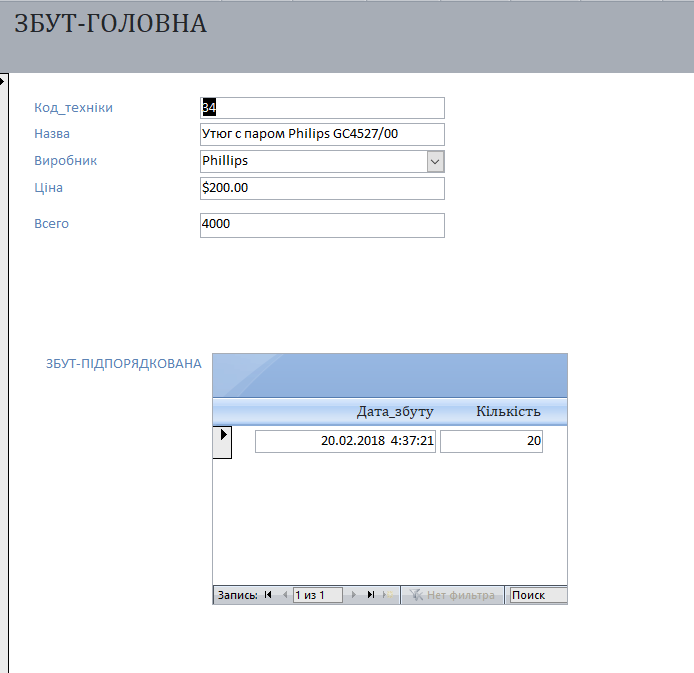 ЗБУТ-ГОЛОВНА
Код_техніки 34
Назва Утюг с паром Philips GC4527/00
Виробник Phillips
Ціна $200.00
Всего 4000
ЗБУТ-ПІДПОРЯДКОВАНА
Дата_збуту Кількість
20.02.2018 4:37:21 20
Запись: 1 из 1 Нет фильтра Поиск